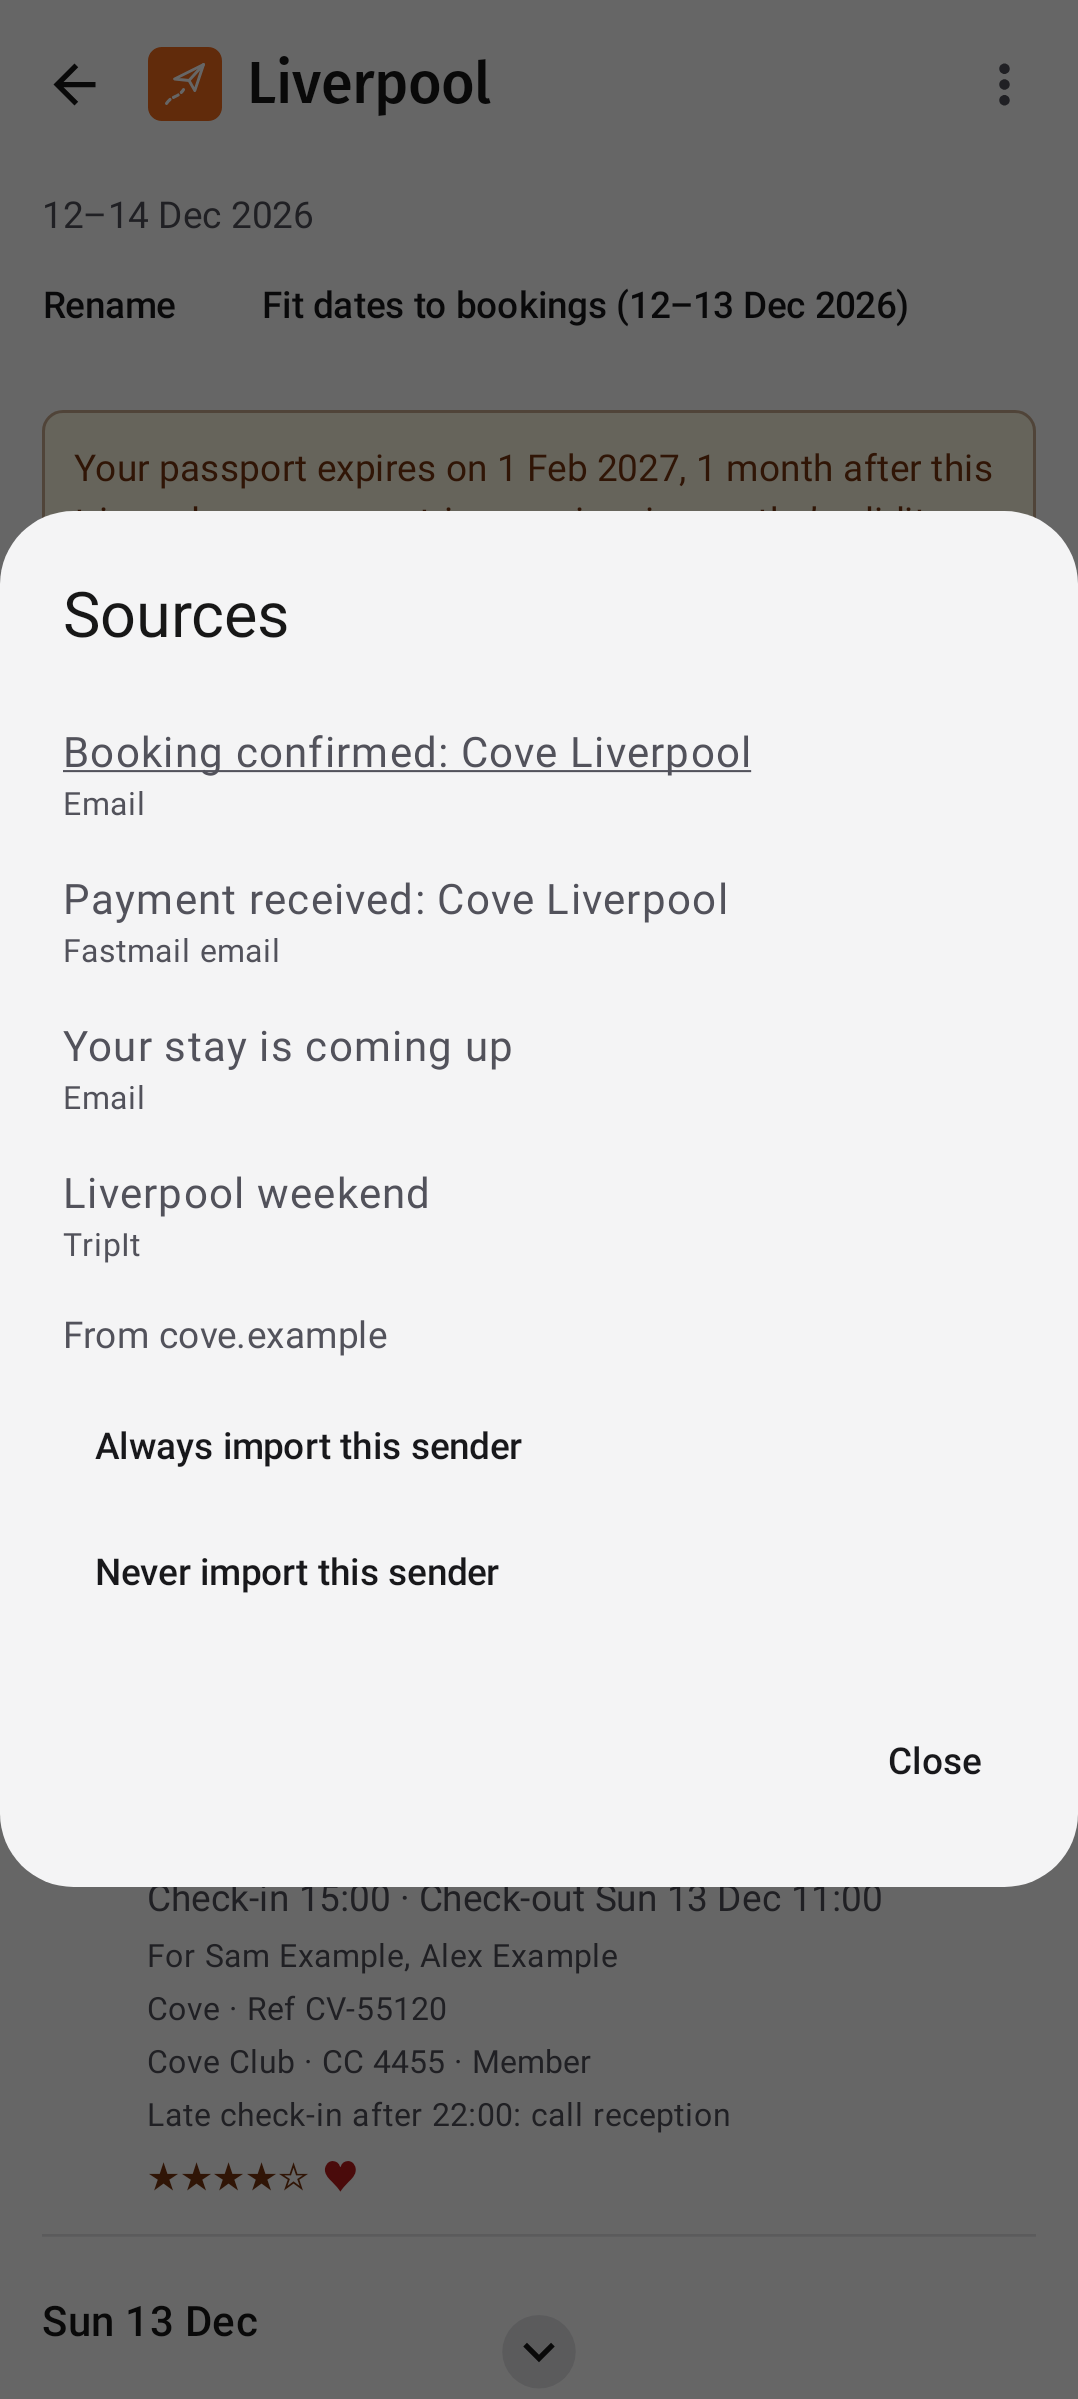 Liverpool
12–14 Dec 2026
Rename
Fit dates to bookings (12–13 Dec 2026)
Your passport expires on 1 Feb 2027, 1 month after this
Sources
Booking confirmed: Cove Liverpool
Email
Payment received: Cove Liverpool
Fastmail email
Your stay is coming up
Email
Liverpool weekend
TripIt
From cove.example
Always import this sender
Never import this sender
Close
Check-in 15:00 · Check-out Sun 13 Dec 11:00
For Sam Example, Alex Example
Cove · Ref CV-55120
Cove Club · CC 4455 · Member
Late check-in after 22:00: call reception
★★★★☆ ♥
Sun 13 Dec